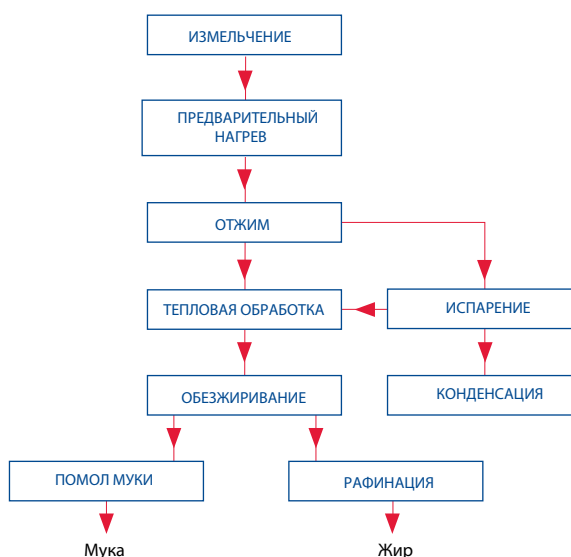 ИЗМЕЛЬЧЕНИЕ
ПРЕДВАРИТЕЛЬНЫЙ
НАГРЕВ
ОТЖИМ
ТЕПЛОВАЯ ОБРАБОТКА
ИСПАРЕНИЕ
ОБЕЗЖИРИВАНИЕ
КОНДЕНСАЦИЯ
ПОМОЛ МУКИ
РАФИНАЦИЯ
Мука
Жир